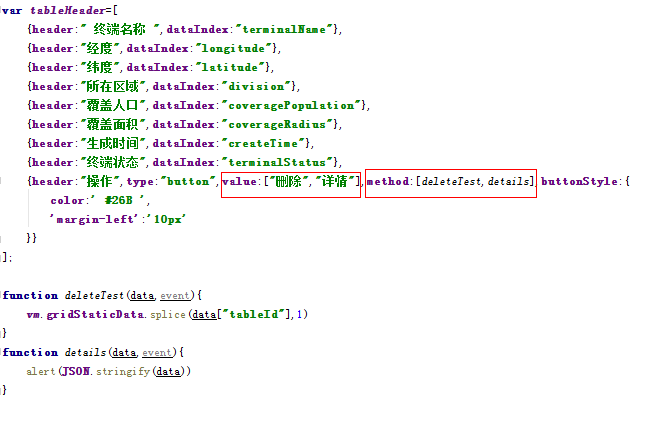 var tableHeader=[
{header:" 终端名称 ",dataIndex:"terminalName"},
{header:"经度",dataIndex:"longitude"},
{header:"纬度",dataIndex:"latitude"},
{header:"所在区域",dataIndex:"division"},
{header:"覆盖人口",dataIndex:"coveragePopulation"},
{header:"覆盖面积",dataIndex:"coverageRadius"},
{header:"生成时间",dataIndex:"createTime"},
{header:"终端状态",dataIndex:"terminalStatus"},
{header:"操作",type:"button",value:["删除","详情"],method:[deleteTest,details],buttonStyle:{
color:' #26B ',
'margin-left':'10px'
}}
];
function deleteTest(data,event){
vm.gridStaticData.splice(data["tableId"],1)
}
function details(data,event){
alert(JSON.stringify(data))
}